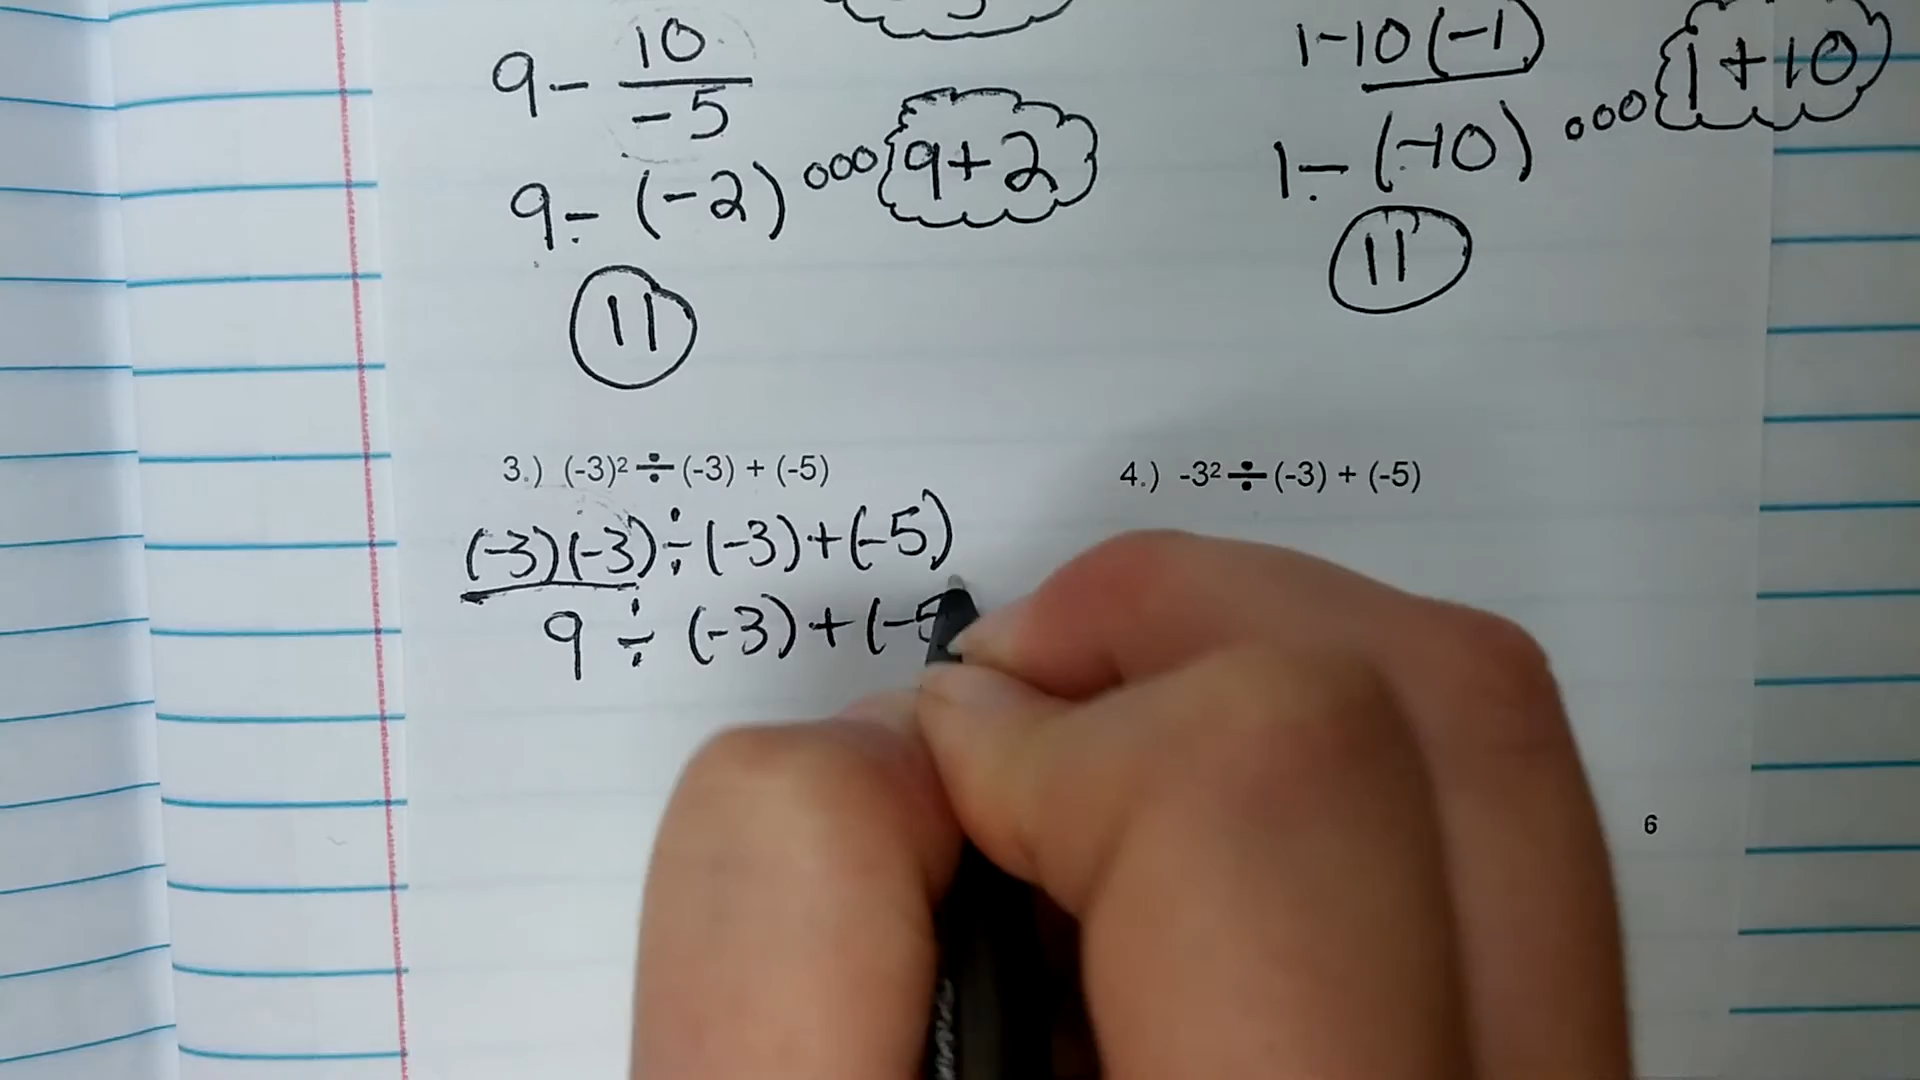 9 - 10/-5
9 - (-2) 9+2
11
1-10(-1)
1 - (-10) 1+10
11
3.) (-3)² ÷ (-3) + (-5)
(-3)(-3) ÷ (-3) + (-5)
9 ÷ (-3) + (-5
4.) -3² ÷ (-3) + (-5)
6